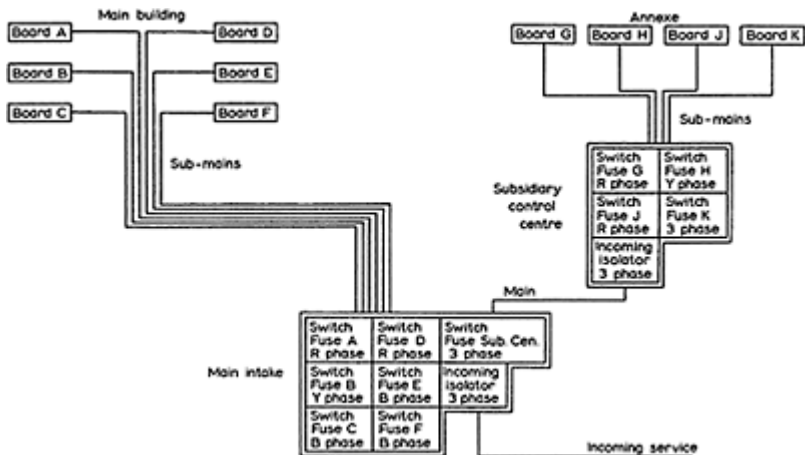 Main building
Annexe
Board A
Board D
Board G
Board H
Board J
Board K
Board B
Board E
Board C
Board F
Sub-mains
Sub-mains
Switch
Fuse G
R phase
Switch
Fuse H
Y phase
Subsidiary
control
centre
Switch
Fuse J
R phase
Switch
Fuse K
3 phase
Incoming
isolator
3 phase
Main
Main intake
Switch
Fuse A
R phase
Switch
Fuse D
R phase
Switch
Fuse Sub. Cen.
3 phase
Switch
Fuse B
Y phase
Switch
Fuse E
B phase
Incoming
isolator
3 phase
Switch
Fuse C
B phase
Switch
Fuse F
B phase
Incoming service